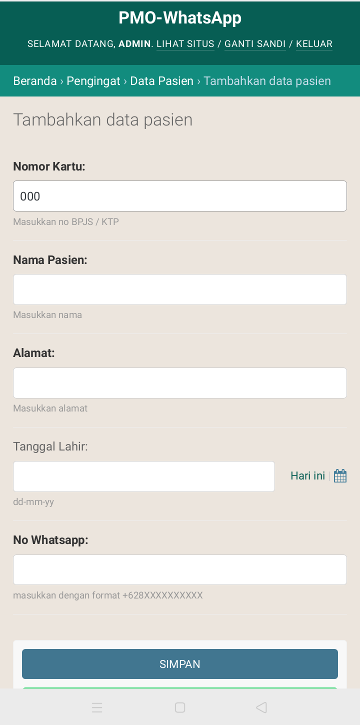 PMO-WhatsApp
SELAMAT DATANG, ADMIN. LIHAT SITUS / GANTI SANDI / KELUAR
Beranda › Pengingat › Data Pasien › Tambahkan data pasien
Tambahkan data pasien
Nomor Kartu:
000
Masukkan no BPJS / KTP
Nama Pasien:
Masukkan nama
Alamat:
Masukkan alamat
Tanggal Lahir:
Hari ini |
dd-mm-yy
No Whatsapp:
masukkan dengan format +628XXXXXXXXXX
SIMPAN